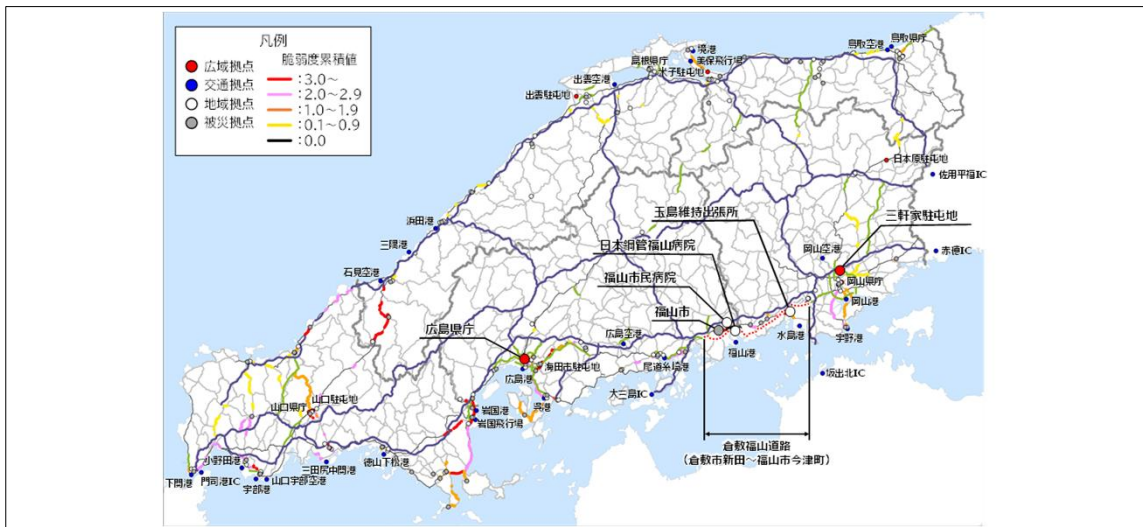 凡例
広域拠点
交通拠点
地域拠点
被災拠点
脆弱度累積値
:3.0～
:2.0～2.9
:1.0～1.9
:0.1～0.9
:0.0
境港
美保飛行場
米子駐屯地
島根県庁
出雲空港
出雲駐屯地
鳥取空港
鳥取県庁
日本原駐屯地
佐用平福IC
浜田港
三隅港
石見空港
玉島維持出張所
日本鋼管福山病院
福山市民病院
福山市
三軒家駐屯地
岡山空港
赤穂IC
岡山県庁
岡山港
宇野港
水島港
福山港
坂出北IC
広島県庁
広島空港
海田市駐屯地
広島港
呉港
尾道糸崎港
大三島IC
岩国港
岩国飛行場
倉敷福山道路
（倉敷市新田～福山市今津町）
山口県庁
山口駐屯地
小野田港
下関港
門司港IC
宇部港
山口宇部空港
三田尻中関港
徳山下松港